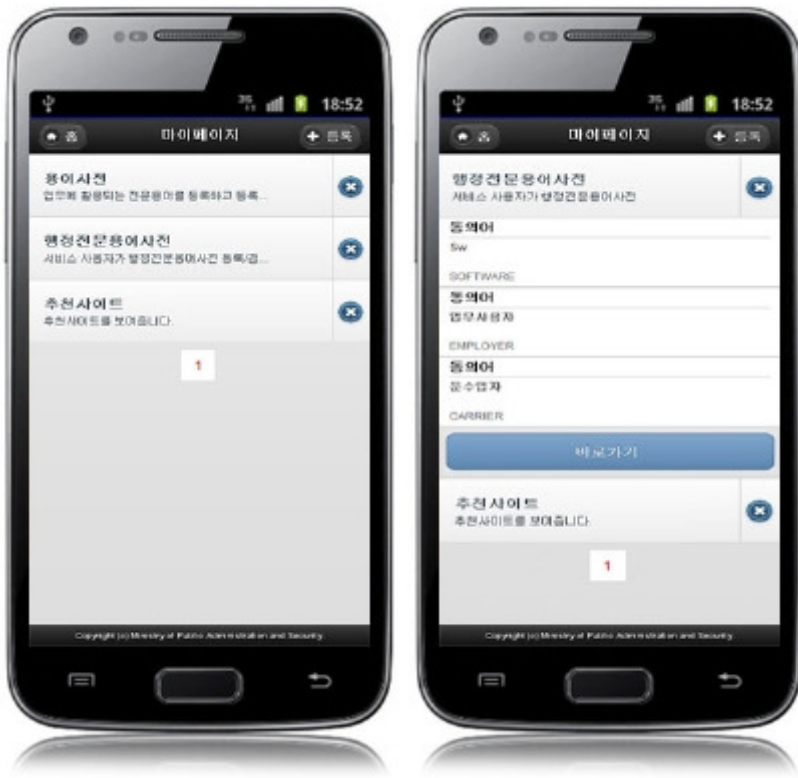 3G
18:52
홈
마이페이지
등록
용어사전
업무에 활용되는 전문용어를 등록하고 등록...
행정전문용어사전
서비스 사용자가 행정전문용어사전 등록/검...
추천사이트
추천사이트를 보여줍니다.
1
Copyright (c) Ministry of Public Administration and Security.
3G
18:52
홈
마이페이지
등록
행정전문용어사전
서비스 사용자가 행정전문용어사전
동의어
Sw
SOFTWARE
동의어
업무사용자
EMPLOYER
동의어
운수업자
CARRIER
바로가기
추천사이트
추천사이트를 보여줍니다.
1
Copyright (c) Ministry of Public Administration and Security.